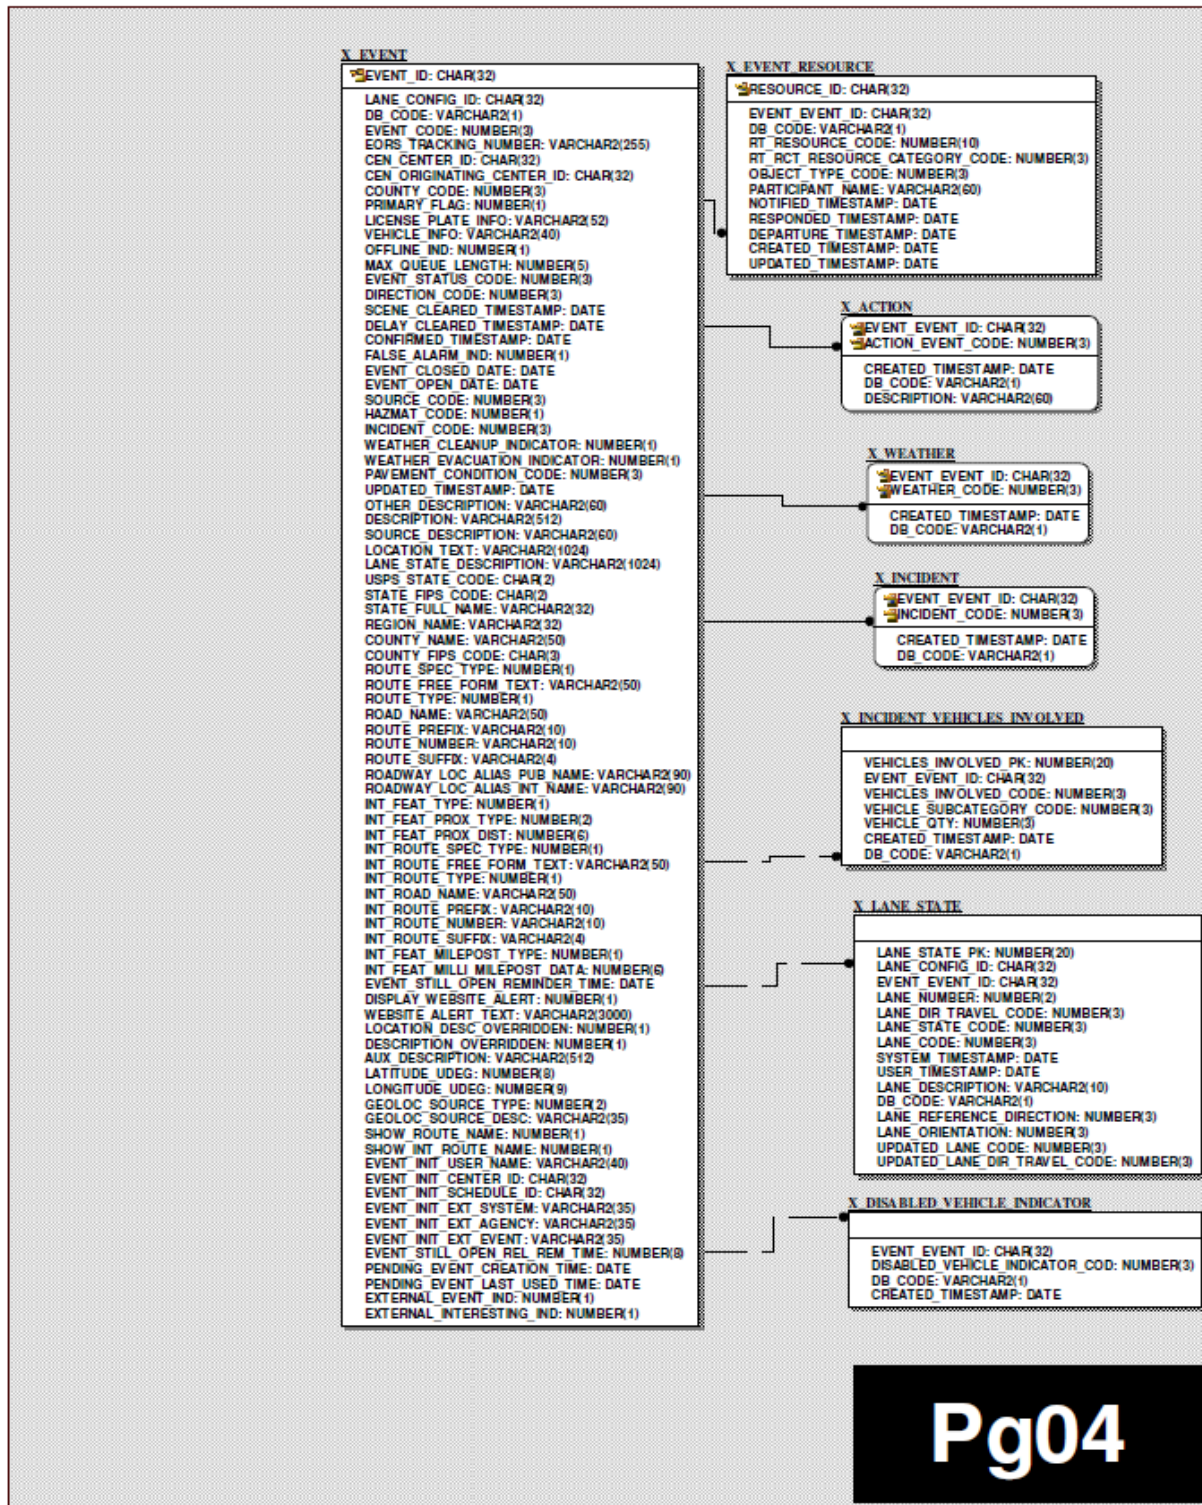 X_EVENT
EVENT_ID: CHAR(32)
LANE_CONFIG_ID: CHAR(32)
DB_CODE: VARCHAR2(1)
EVENT_CODE: NUMBER(3)
EORS_TRACKING_NUMBER: VARCHAR2(255)
CEN_CENTER_ID: CHAR(32)
CEN_ORIGINATING_CENTER_ID: CHAR(32)
COUNTY_CODE: NUMBER(3)
PRIMARY_FLAG: NUMBER(1)
LICENSE_PLATE_INFO: VARCHAR2(52)
VEHICLE_INFO: VARCHAR2(40)
OFFLINE_IND: NUMBER(1)
MAX_QUEUE_LENGTH: NUMBER(5)
EVENT_STATUS_CODE: NUMBER(3)
DIRECTION_CODE: NUMBER(3)
SCENE_CLEARED_TIMESTAMP: DATE
DELAY_CLEARED_TIMESTAMP: DATE
CONFIRMED_TIMESTAMP: DATE
FALSE_ALARM_IND: NUMBER(1)
EVENT_CLOSED_DATE: DATE
EVENT_OPEN_DATE: DATE
SOURCE_CODE: NUMBER(3)
HAZMAT_CODE: NUMBER(1)
INCIDENT_CODE: NUMBER(3)
WEATHER_CLEANUP_INDICATOR: NUMBER(1)
WEATHER_EVACUATION_INDICATOR: NUMBER(1)
PAVEMENT_CONDITION_CODE: NUMBER(3)
UPDATED_TIMESTAMP: DATE
OTHER_DESCRIPTION: VARCHAR2(60)
DESCRIPTION: VARCHAR2(512)
SOURCE_DESCRIPTION: VARCHAR2(60)
LOCATION_TEXT: VARCHAR2(1024)
LANE_STATE_DESCRIPTION: VARCHAR2(1024)
USPS_STATE_CODE: CHAR(2)
STATE_FIPS_CODE: CHAR(2)
STATE_FULL_NAME: VARCHAR2(32)
REGION_NAME: VARCHAR2(32)
COUNTY_NAME: VARCHAR2(50)
COUNTY_FIPS_CODE: CHAR(3)
ROUTE_SPEC_TYPE: NUMBER(1)
ROUTE_FREE_FORM_TEXT: VARCHAR2(50)
ROUTE_TYPE: NUMBER(1)
ROAD_NAME: VARCHAR2(50)
ROUTE_PREFIX: VARCHAR2(10)
ROUTE_NUMBER: VARCHAR2(10)
ROUTE_SUFFIX: VARCHAR2(4)
ROADWAY_LOC_ALIAS_PUB_NAME: VARCHAR2(90)
ROADWAY_LOC_ALIAS_INT_NAME: VARCHAR2(90)
INT_FEAT_TYPE: NUMBER(1)
INT_FEAT_PROX_TYPE: NUMBER(2)
INT_FEAT_PROX_DIST: NUMBER(6)
INT_ROUTE_SPEC_TYPE: NUMBER(1)
INT_ROUTE_FREE_FORM_TEXT: VARCHAR2(50)
INT_ROUTE_TYPE: NUMBER(1)
INT_ROAD_NAME: VARCHAR2(50)
INT_ROUTE_PREFIX: VARCHAR2(10)
INT_ROUTE_NUMBER: VARCHAR2(10)
INT_ROUTE_SUFFIX: VARCHAR2(4)
INT_FEAT_MILEPOST_TYPE: NUMBER(1)
INT_FEAT_MILLI_MILEPOST_DATA: NUMBER(6)
EVENT_STILL_OPEN_REMINDER_TIME: DATE
DISPLAY_WEBSITE_ALERT: NUMBER(1)
WEBSITE_ALERT_TEXT: VARCHAR2(3000)
LOCATION_DESC_OVERRIDDEN: NUMBER(1)
DESCRIPTION_OVERRIDDEN: NUMBER(1)
AUX_DESCRIPTION: VARCHAR2(512)
LATITUDE_UDEG: NUMBER(8)
LONGITUDE_UDEG: NUMBER(9)
GEOLOC_SOURCE_TYPE: NUMBER(2)
GEOLOC_SOURCE_DESC: VARCHAR2(35)
SHOW_ROUTE_NAME: NUMBER(1)
SHOW_INT_ROUTE_NAME: NUMBER(1)
EVENT_INIT_USER_NAME: VARCHAR2(40)
EVENT_INIT_CENTER_ID: CHAR(32)
EVENT_INIT_SCHEDULE_ID: CHAR(32)
EVENT_INIT_EXT_SYSTEM: VARCHAR2(35)
EVENT_INIT_EXT_AGENCY: VARCHAR2(35)
EVENT_INIT_EXT_EVENT: VARCHAR2(35)
EVENT_STILL_OPEN_REL_REM_TIME: NUMBER(8)
PENDING_EVENT_CREATION_TIME: DATE
PENDING_EVENT_LAST_USED_TIME: DATE
EXTERNAL_EVENT_IND: NUMBER(1)
EXTERNAL_INTERESTING_IND: NUMBER(1)
X_EVENT_RESOURCE
RESOURCE_ID: CHAR(32)
EVENT_EVENT_ID: CHAR(32)
DB_CODE: VARCHAR2(1)
RT_RESOURCE_CODE: NUMBER(10)
RT_RCT_RESOURCE_CATEGORY_CODE: NUMBER(3)
OBJECT_TYPE_CODE: NUMBER(3)
PARTICIPANT_NAME: VARCHAR2(60)
NOTIFIED_TIMESTAMP: DATE
RESPONDED_TIMESTAMP: DATE
DEPARTURE_TIMESTAMP: DATE
CREATED_TIMESTAMP: DATE
UPDATED_TIMESTAMP: DATE
X_ACTION
EVENT_EVENT_ID: CHAR(32)
ACTION_EVENT_CODE: NUMBER(3)
CREATED_TIMESTAMP: DATE
DB_CODE: VARCHAR2(1)
DESCRIPTION: VARCHAR2(60)
X_WEATHER
EVENT_EVENT_ID: CHAR(32)
WEATHER_CODE: NUMBER(3)
CREATED_TIMESTAMP: DATE
DB_CODE: VARCHAR2(1)
X_INCIDENT
EVENT_EVENT_ID: CHAR(32)
INCIDENT_CODE: NUMBER(3)
CREATED_TIMESTAMP: DATE
DB_CODE: VARCHAR2(1)
X_INCIDENT_VEHICLES_INVOLVED
VEHICLES_INVOLVED_PK: NUMBER(20)
EVENT_EVENT_ID: CHAR(32)
VEHICLES_INVOLVED_CODE: NUMBER(3)
VEHICLE_SUBCATEGORY_CODE: NUMBER(3)
VEHICLE_QTY: NUMBER(3)
CREATED_TIMESTAMP: DATE
DB_CODE: VARCHAR2(1)
X_LANE_STATE
LANE_STATE_PK: NUMBER(20)
LANE_CONFIG_ID: CHAR(32)
EVENT_EVENT_ID: CHAR(32)
LANE_NUMBER: NUMBER(2)
LANE_DIR_TRAVEL_CODE: NUMBER(3)
LANE_STATE_CODE: NUMBER(3)
LANE_CODE: NUMBER(3)
SYSTEM_TIMESTAMP: DATE
USER_TIMESTAMP: DATE
LANE_DESCRIPTION: VARCHAR2(10)
DB_CODE: VARCHAR2(1)
LANE_REFERENCE_DIRECTION: NUMBER(3)
LANE_ORIENTATION: NUMBER(3)
UPDATED_LANE_CODE: NUMBER(3)
UPDATED_LANE_DIR_TRAVEL_CODE: NUMBER(3)
X_DISABLED_VEHICLE_INDICATOR
EVENT_EVENT_ID: CHAR(32)
DISABLED_VEHICLE_INDICATOR_COD: NUMBER(3)
DB_CODE: VARCHAR2(1)
CREATED_TIMESTAMP: DATE
Pg04